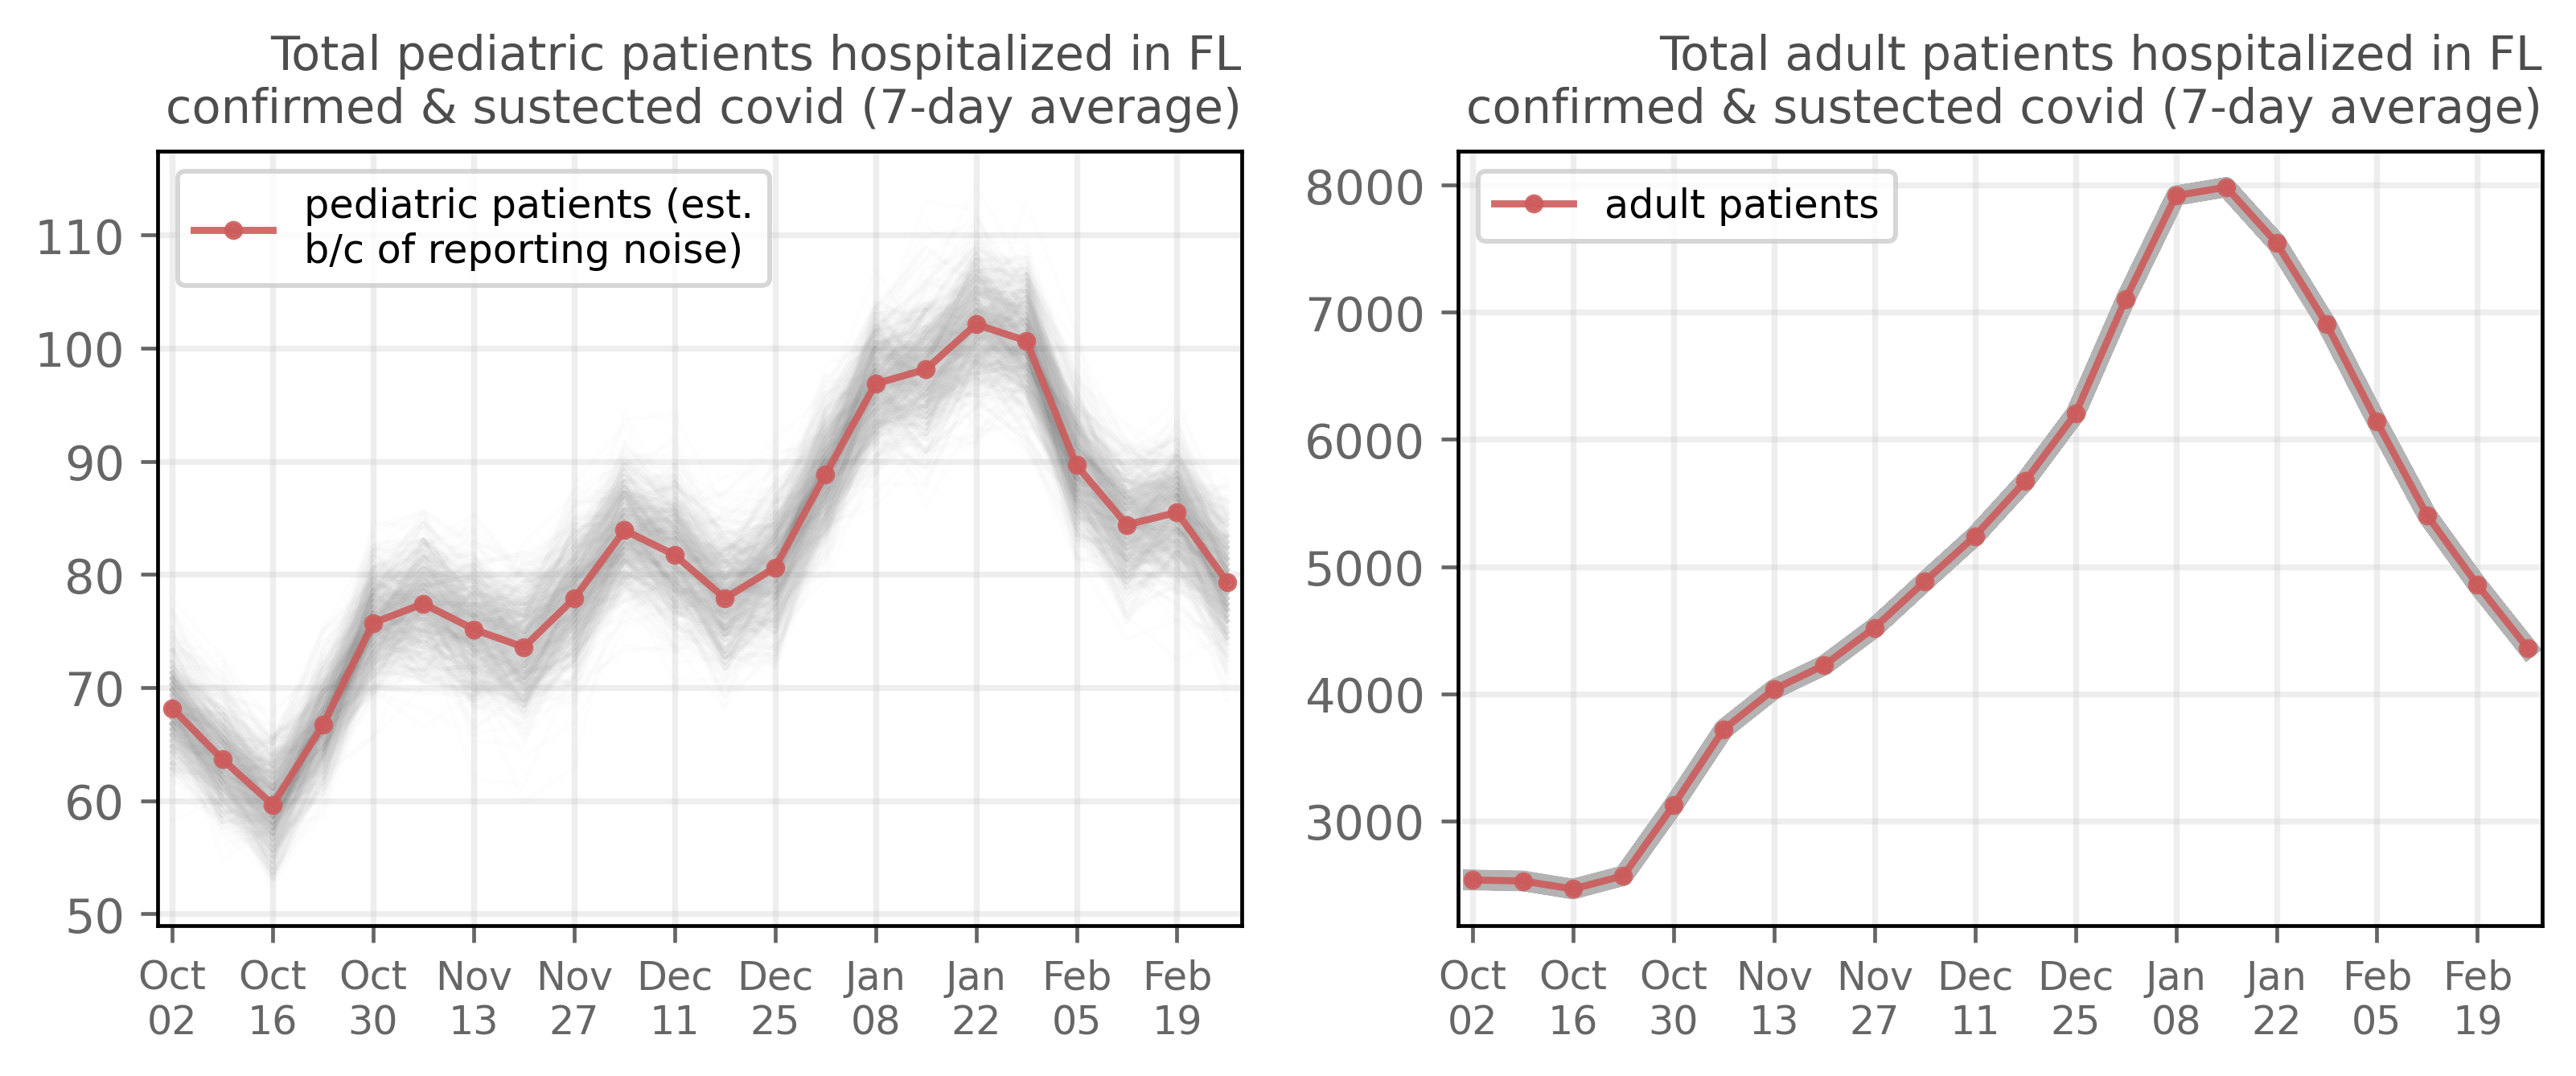 Total pediatric patients hospitalized in FL
confirmed & sustected covid (7-day average)
pediatric patients (est.
b/c of reporting noise)
110
100
90
80
70
60
50
Oct Oct Oct Nov Nov Dec Dec Jan Jan Feb Feb
02 16 30 13 27 11 25 08 22 05 19
Total adult patients hospitalized in FL
confirmed & sustected covid (7-day average)
adult patients
8000
7000
6000
5000
4000
3000
Oct Oct Oct Nov Nov Dec Dec Jan Jan Feb Feb
02 16 30 13 27 11 25 08 22 05 19